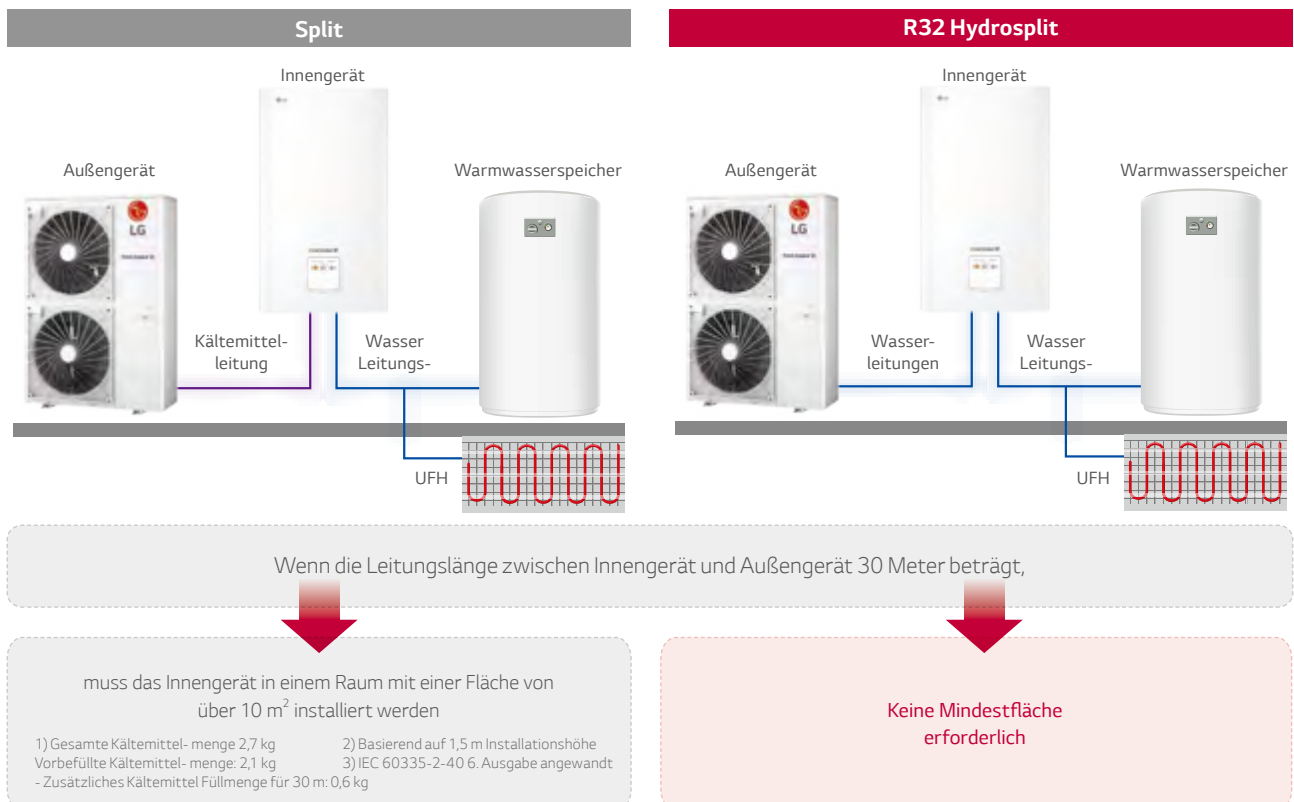 Split
Innengerät
Außengerät
LG
Warmwasserspeicher
Kältemittel-
leitung
Wasser
Leitungs-
UFH
R32 Hydrosplit
Innengerät
Außengerät
LG
Warmwasserspeicher
Wasser-
leitungen
Wasser
Leitungs-
UFH
Wenn die Leitungslänge zwischen Innengerät und Außengerät 30 Meter beträgt,
muss das Innengerät in einem Raum mit einer Fläche von
über 10 m² installiert werden
1) Gesamte Kältemittel- menge 2,7 kg
Vorbefüllte Kältemittel- menge: 2,1 kg
- Zusätzliches Kältemittel Füllmenge für 30 m: 0,6 kg
2) Basierend auf 1,5 m Installationshöhe
3) IEC 60335-2-40 6. Ausgabe angewandt
Keine Mindestfläche
erforderlich